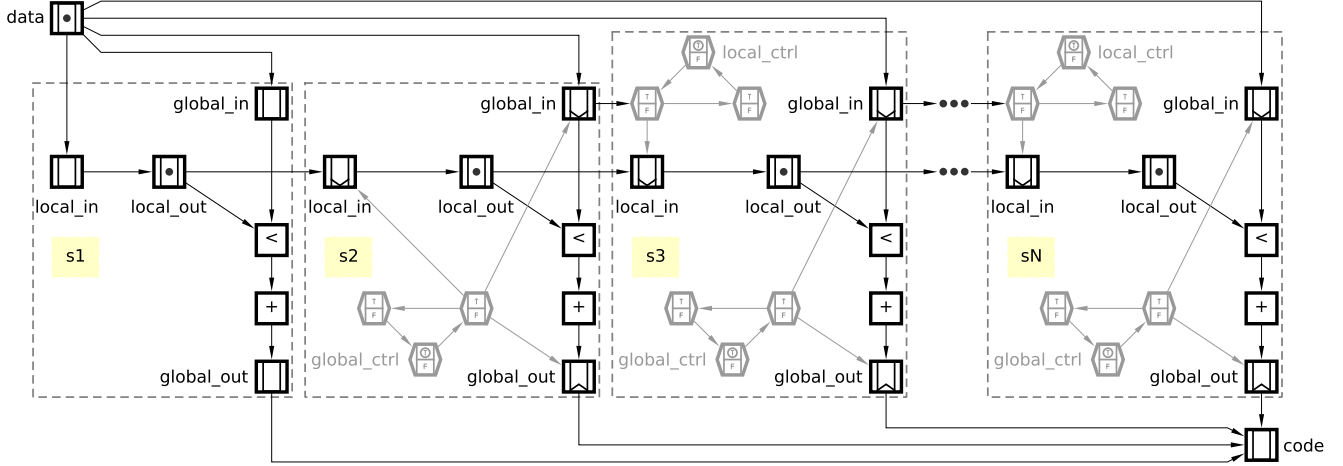 data
local_ctrl
local_ctrl
T
F
T
F
global_in
global_in
T
F
T
F
global_in
T
F
T
F
global_in
local_in
local_out
local_in
local_out
local_in
local_out
local_in
local_out
<
<
<
<
s1
s2
s3
sN
+
T
F
T
F
+
T
F
T
F
+
T
F
T
F
+
global_ctrl
T
F
global_ctrl
T
F
global_ctrl
T
F
global_out
global_out
global_out
global_out
code